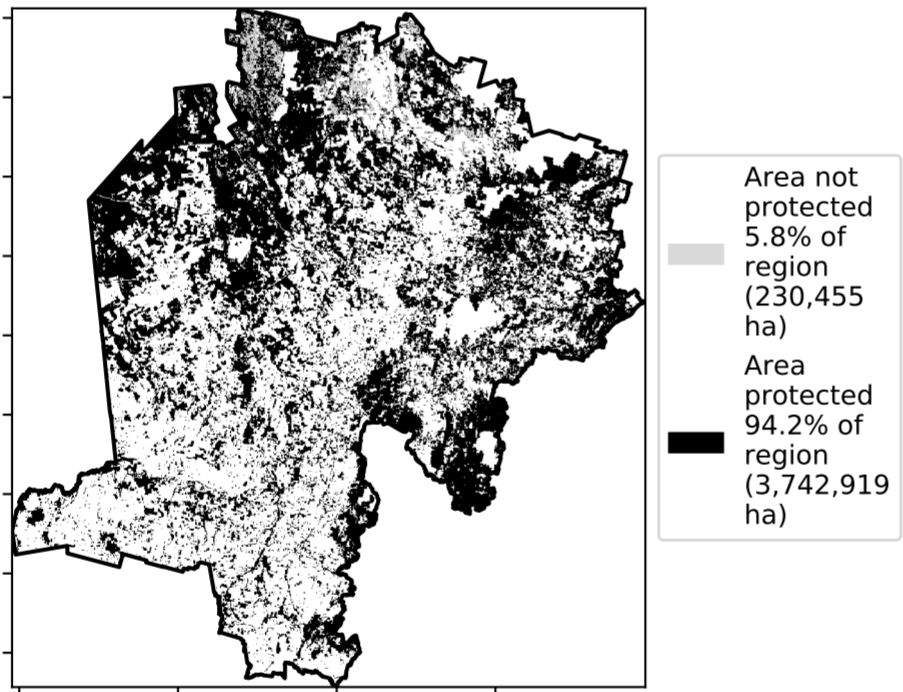 Area not
protected
5.8% of
region
(230,455
ha)
Area
protected
94.2% of
region
(3,742,919
ha)